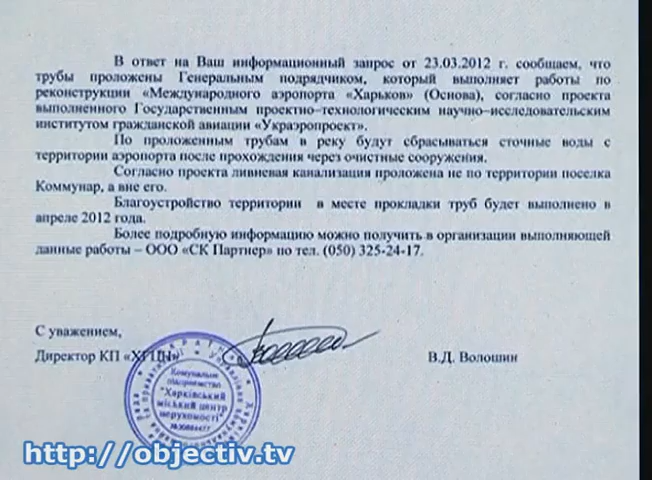 В ответ на Ваш информационный запрос от 23.03.2012 г. сообщаем, что
трубы проложены Генеральным подрядчиком, который выполняет работы по
реконструкции «Международного аэропорта «Харьков» (Основа), согласно проекта
выполненного Государственным проектно–технологическим научно–исследовательским
институтом гражданской авиации «Украэропроект».
По проложенным трубам в реку будут сбрасываться сточные воды с
территории аэропорта после прохождения через очистные сооружения.
Согласно проекта ливневая канализация проложена не по территории поселка
Коммунар, а вне его.
Благоустройство территории в месте прокладки труб будет выполнено в
апреле 2012 года.
Более подробную информацию можно получить в организации выполняющей
данные работы – ООО «СК Партнер» по тел. (050) 325-24-17.
С уважением,
Директор КП «ХГЦН»
В.Д. Волошин
Комунальне
підприємство
"Харківський
міський центр
нерухомості"
http://objectiv.tv